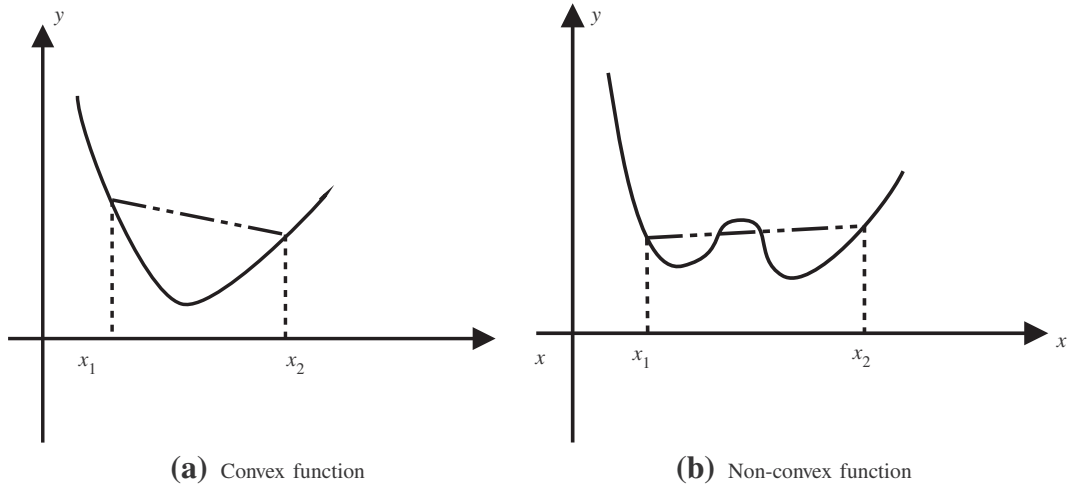 y
x₁
x₂
x
(a) Convex function
y
x₁
x₂
x
(b) Non-convex function